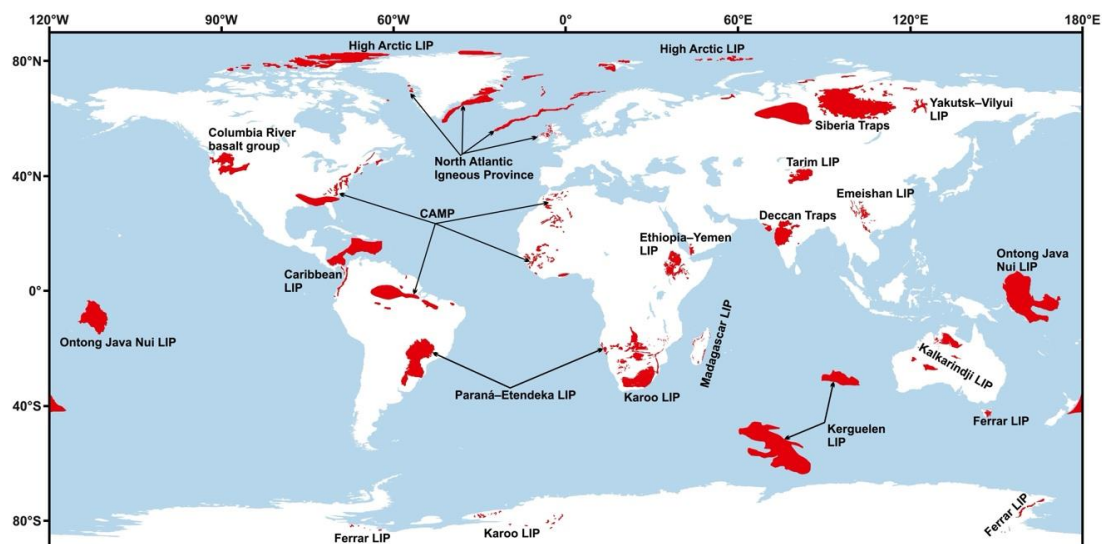 120°W
90°W
60°W
0°
60°E
120°E
180°E
High Arctic LIP
High Arctic LIP
80°N
Yakutsk–Vilyui
LIP
Siberia Traps
Columbia River
basalt group
North Atlantic
Igneous Province
Tarim LIP
40°N
Emeishan LIP
CAMP
Deccan Traps
Ethiopia–Yemen
LIP
Ontong Java
Nui LIP
Caribbean
LIP
0°
Ontong Java Nui LIP
Madagascar LIP
Kalkarindji LIP
Paraná–Etendeka LIP
Karoo LIP
40°S
Ferrar LIP
Kerguelen
LIP
80°S
Ferrar LIP
Karoo LIP
Ferrar LIP